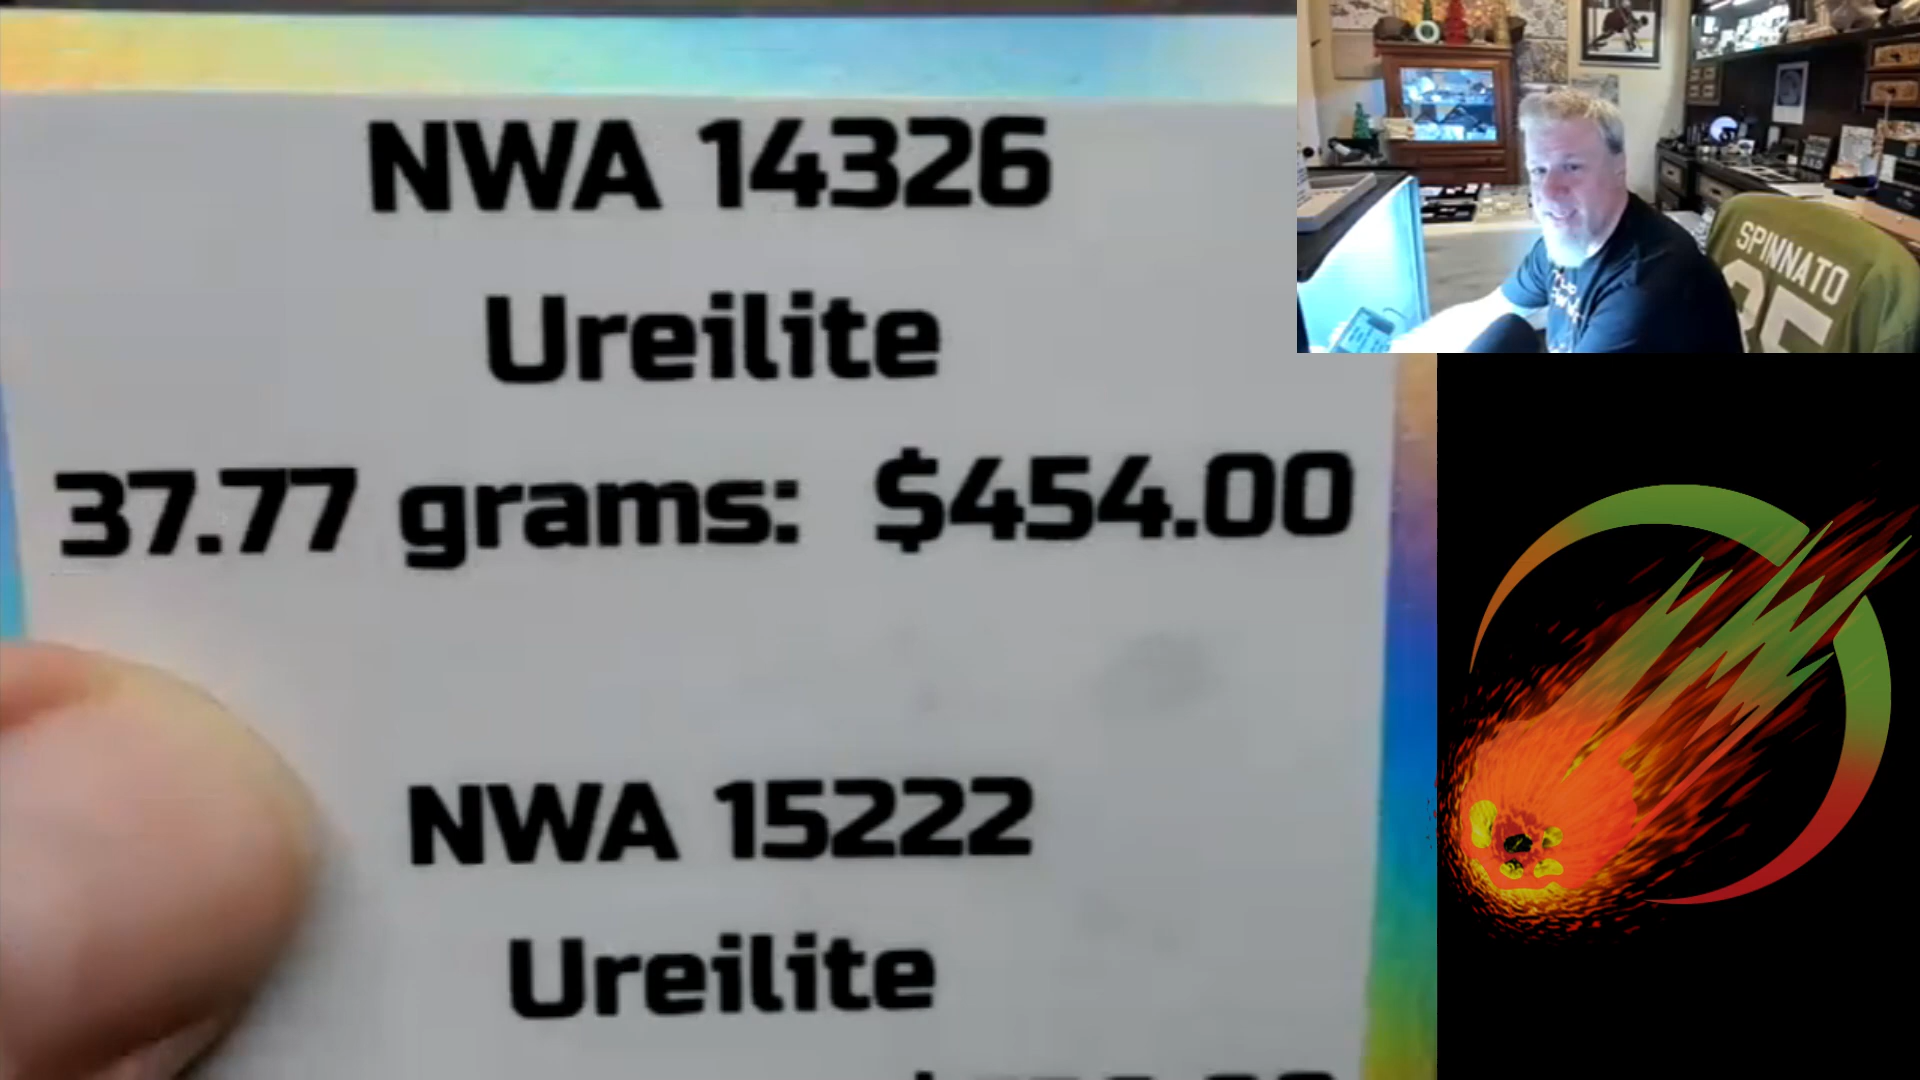 NWA 14326
Ureilite
37.77 grams: $454.00
NWA 15222
Ureilite
SPINNATO